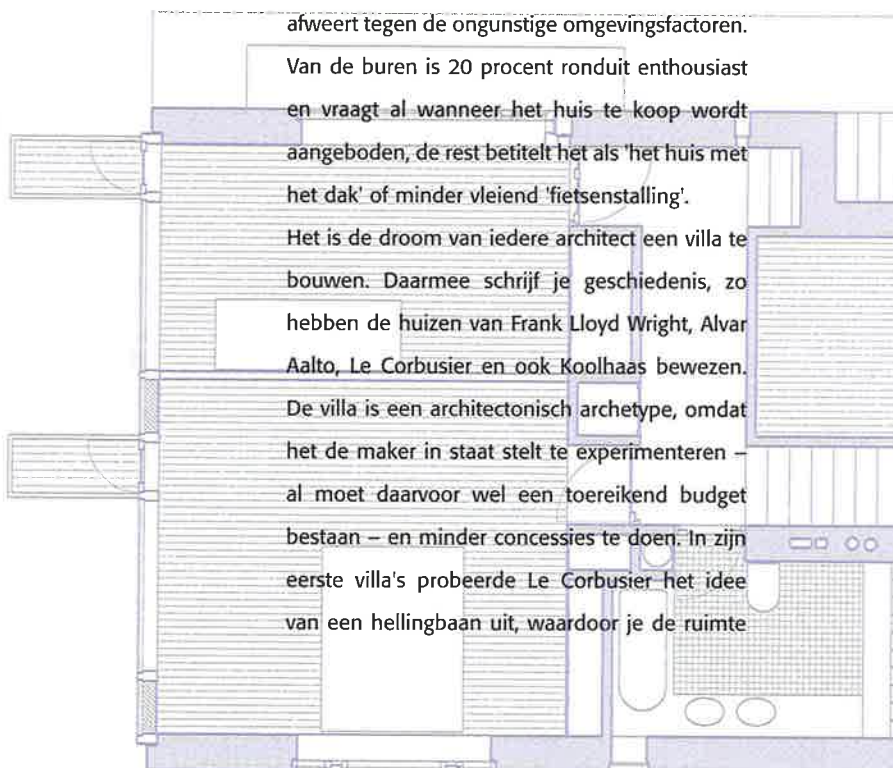 afweert tegen de ongunstige omgevingsfactoren.
Van de buren is 20 procent ronduit enthousiast
en vraagt al wanneer het huis te koop wordt
aangeboden, de rest betitelt het als 'het huis met
het dak' of minder vleiend 'fietsenstalling'.
Het is de droom van iedere architect een villa te
bouwen. Daarmee schrijf je geschiedenis, zo
hebben de huizen van Frank Lloyd Wright, Alvar
Aalto, Le Corbusier en ook Koolhaas bewezen.
De villa is een architectonisch archetype, omdat
het de maker in staat stelt te experimenteren –
al moet daarvoor wel een toereikend budget
bestaan – en minder concessies te doen. In zijn
eerste villa's probeerde Le Corbusier het idee
van een hellingbaan uit, waardoor je de ruimte